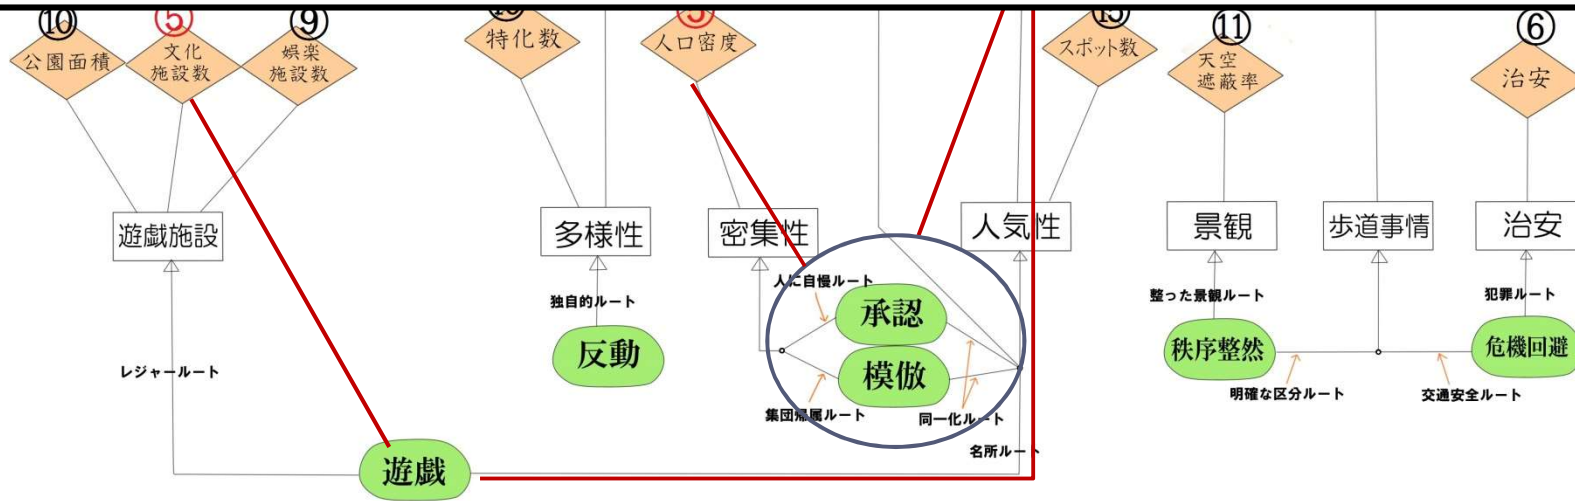 ⑩
公園面積
⑤
文化
施設数
⑨
娯楽
施設数
特化数
人口密度
スポット数
⑪
天空
遮蔽率
⑥
治安
遊戯施設
多様性
密集性
人気性
景観
歩道事情
治安
独自的ルート
人に自慢ルート
整った景観ルート
犯罪ルート
反動
承認
模倣
秩序整然
危機回避
レジャールート
集団帰属ルート
同一化ルート
明確な区分ルート
交通安全ルート
名所ルート
遊戯